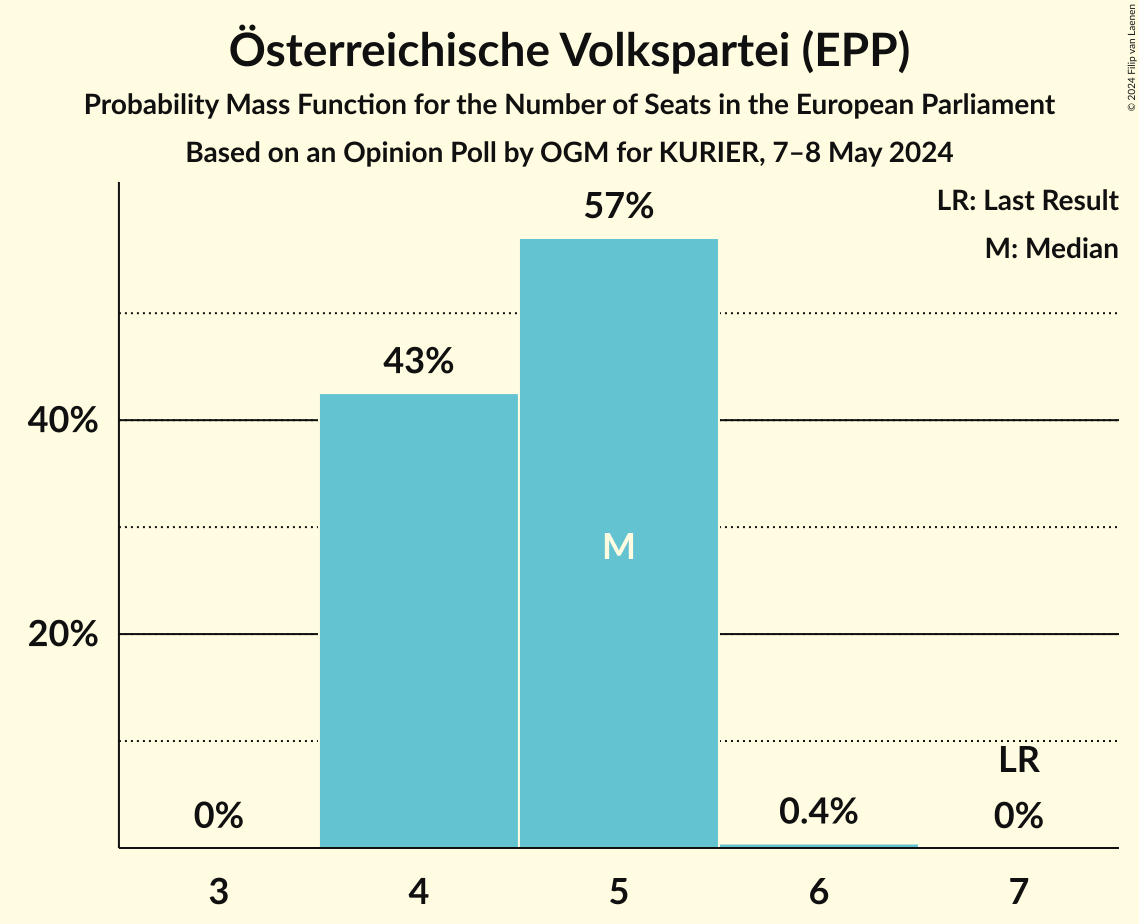 Österreichische Volkspartei (EPP)
Probability Mass Function for the Number of Seats in the European Parliament
Based on an Opinion Poll by OGM for KURIER, 7–8 May 2024
© 2024 Filip van Laenen
LR: Last Result
M: Median
57%
43%
40%
M
20%
LR
0%
0.4%
0%
3 4 5 6 7